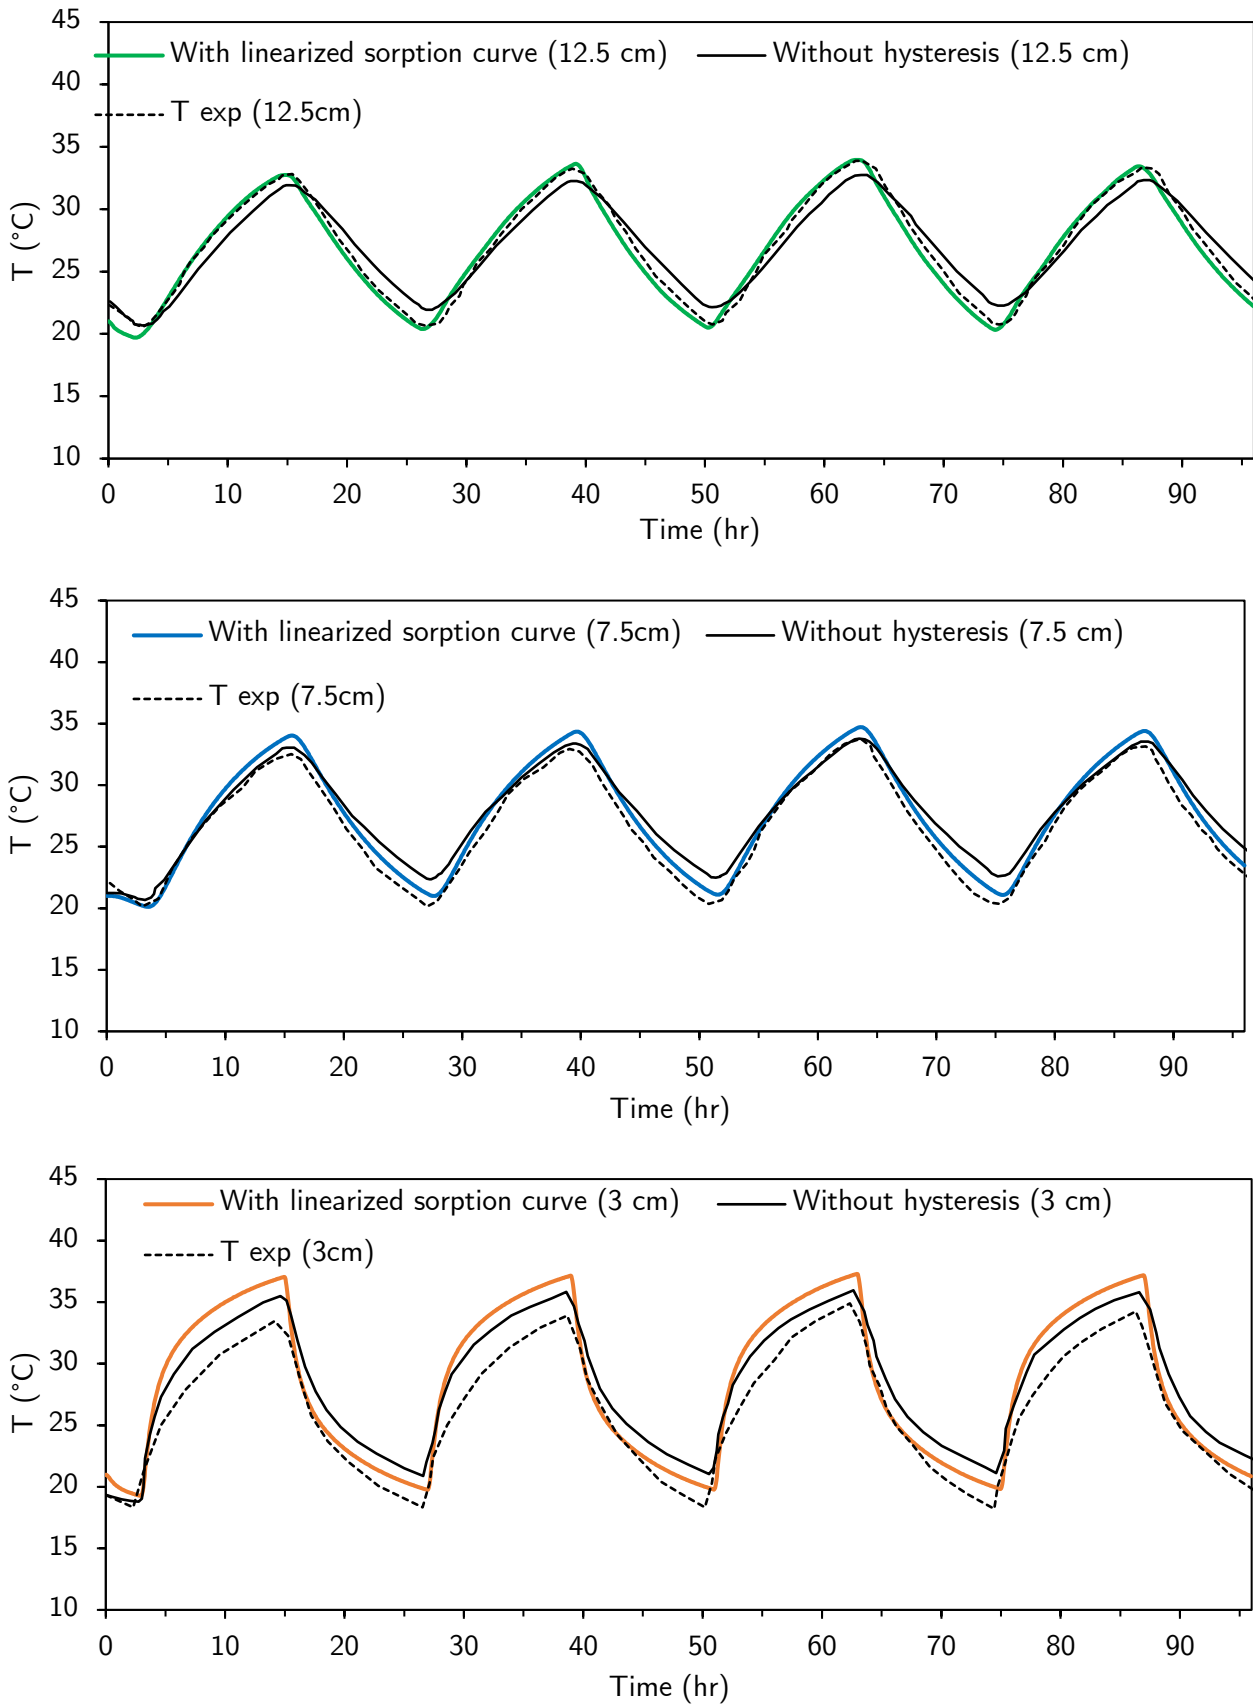 45
With linearized sorption curve (12.5 cm) Without hysteresis (12.5 cm)
40
T exp (12.5cm)
35
30
25
20
15
10
T (°C)
0 10 20 30 40 50 60 70 80 90
Time (hr)
45
With linearized sorption curve (7.5cm) Without hysteresis (7.5 cm)
40
T exp (7.5cm)
35
30
25
20
15
10
T (°C)
0 10 20 30 40 50 60 70 80 90
Time (hr)
45
With linearized sorption curve (3 cm) Without hysteresis (3 cm)
40
T exp (3cm)
35
30
25
20
15
10
T (°C)
0 10 20 30 40 50 60 70 80 90
Time (hr)